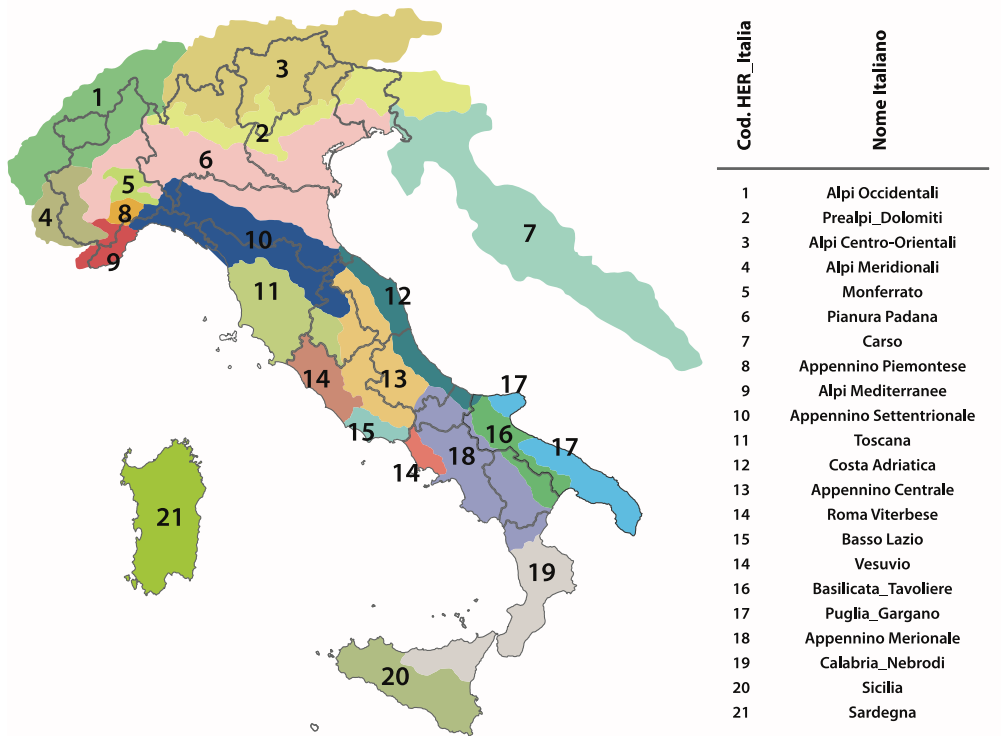 1
3
2
6
5
4
8
9
10
7
11
12
14
13
15
14
17
16
17
18
19
20
21
Cod. HER_Italia Nome Italiano
1 Alpi Occidentali
2 Prealpi_Dolomiti
3 Alpi Centro-Orientali
4 Alpi Meridionali
5 Monferrato
6 Pianura Padana
7 Carso
8 Appennino Piemontese
9 Alpi Mediterranee
10 Appennino Settentrionale
11 Toscana
12 Costa Adriatica
13 Appennino Centrale
14 Roma Viterbese
15 Basso Lazio
14 Vesuvio
16 Basilicata_Tavoliere
17 Puglia_Gargano
18 Appennino Merionale
19 Calabria_Nebrodi
20 Sicilia
21 Sardegna